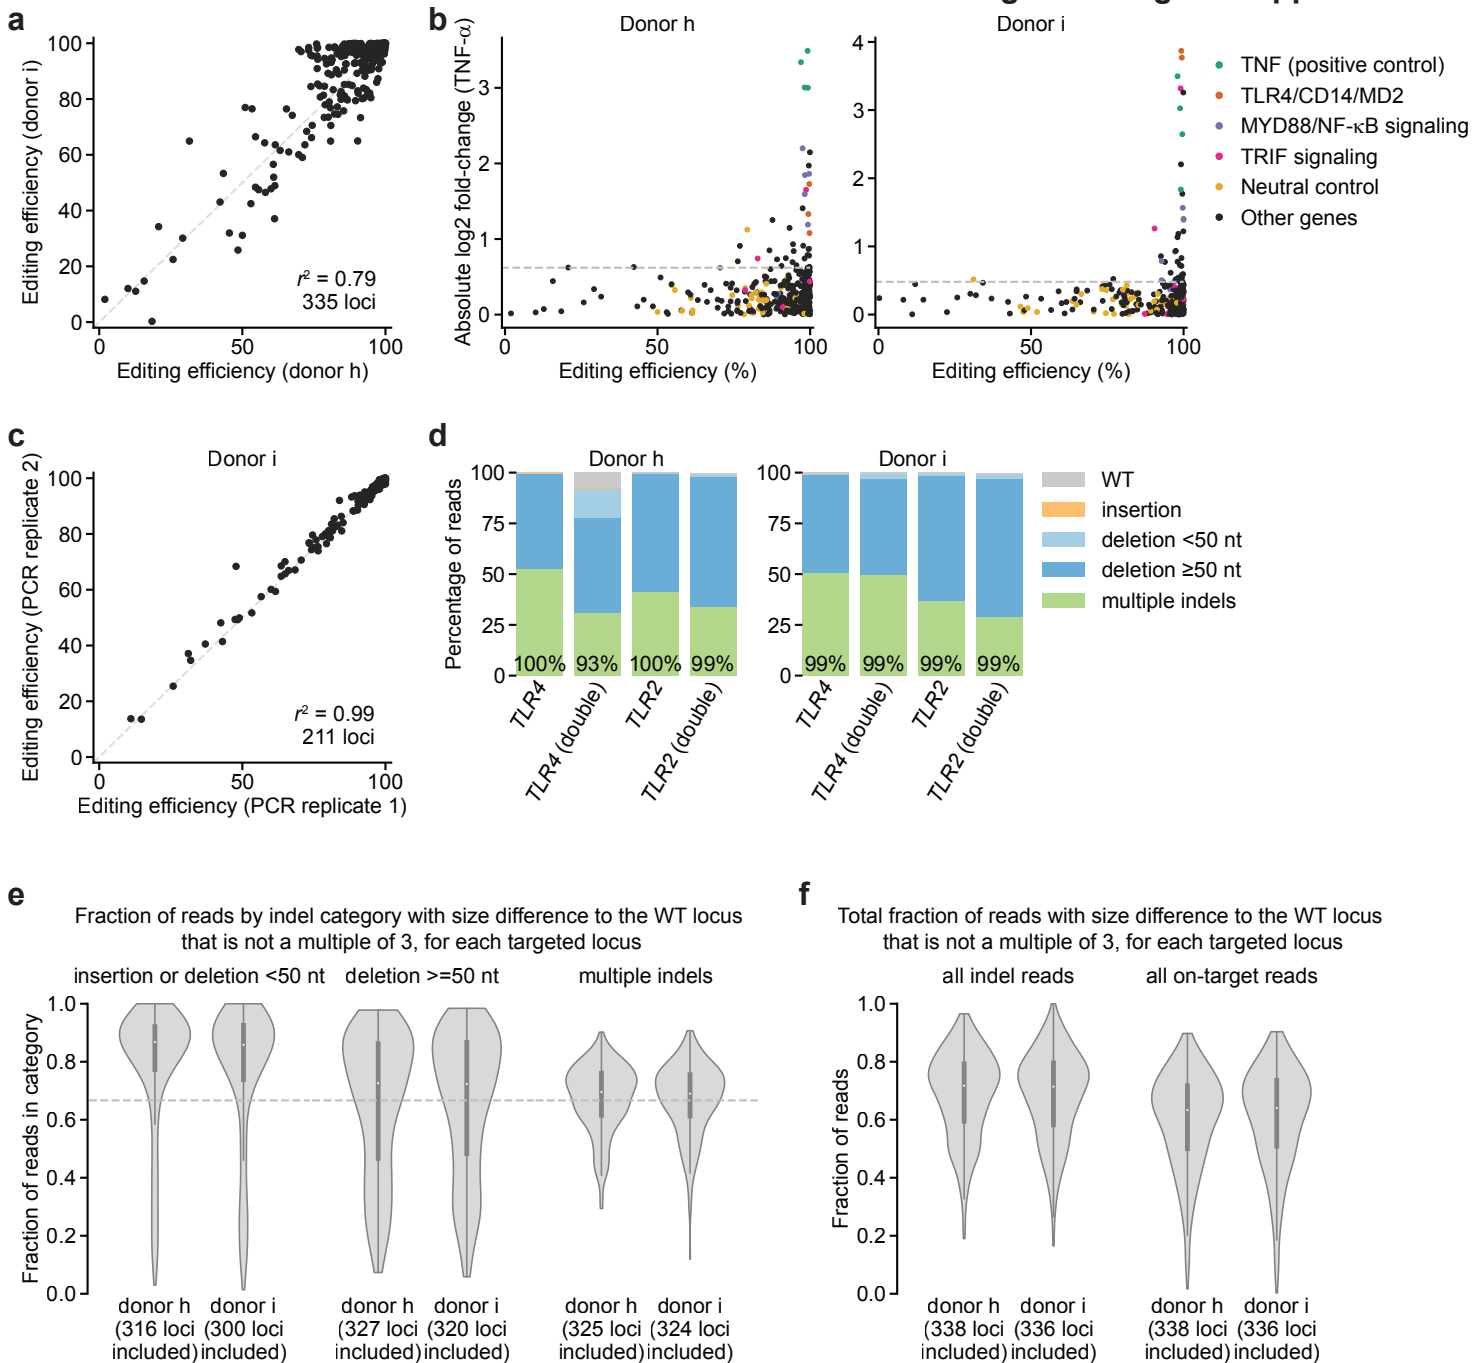 a
100
80
60
40
20
0
Editing efficiency (donor i)
r² = 0.79
335 loci
0
50
100
Editing efficiency (donor h)
b
Donor h
Donor i
3
2
1
0
Absolute log2 fold-change (TNF-α)
0
50
100
Editing efficiency (%)
4
3
2
1
0
0
50
100
Editing efficiency (%)
TNF (positive control)
TLR4/CD14/MD2
MYD88/NF-κB signaling
TRIF signaling
Neutral control
Other genes
c
Donor i
100
80
60
40
20
0
Editing efficiency (PCR replicate 2)
r² = 0.99
211 loci
0
50
100
Editing efficiency (PCR replicate 1)
d
Donor h
Donor i
100
75
50
25
0
Percentage of reads
100%
93%
100%
99%
TLR4
TLR4 (double)
TLR2
TLR2 (double)
100
75
50
25
0
99%
99%
99%
99%
TLR4
TLR4 (double)
TLR2
TLR2 (double)
WT
insertion
deletion <50 nt
deletion ≥50 nt
multiple indels
e
Fraction of reads by indel category with size difference to the WT locus
that is not a multiple of 3, for each targeted locus
insertion or deletion <50 nt
deletion >=50 nt
multiple indels
1.0
0.8
0.6
0.4
0.2
0.0
Fraction of reads in category
donor h
(316 loci
included)
donor i
(300 loci
included)
donor h
(327 loci
included)
donor i
(320 loci
included)
donor h
(325 loci
included)
donor i
(324 loci
included)
f
Total fraction of reads with size difference to the WT locus
that is not a multiple of 3, for each targeted locus
all indel reads
all on-target reads
1.0
0.8
0.6
0.4
0.2
0.0
Fraction of reads
donor h
(338 loci
included)
donor i
(336 loci
included)
donor h
(338 loci
included)
donor i
(336 loci
included)